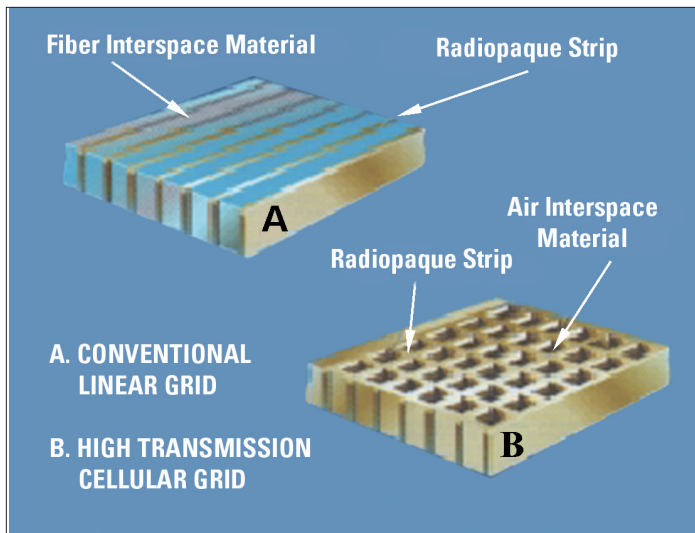 Fiber Interspace Material
Radiopaque Strip
A
Air Interspace
Material
Radiopaque Strip
A. CONVENTIONAL
LINEAR GRID
B. HIGH TRANSMISSION
CELLULAR GRID
B